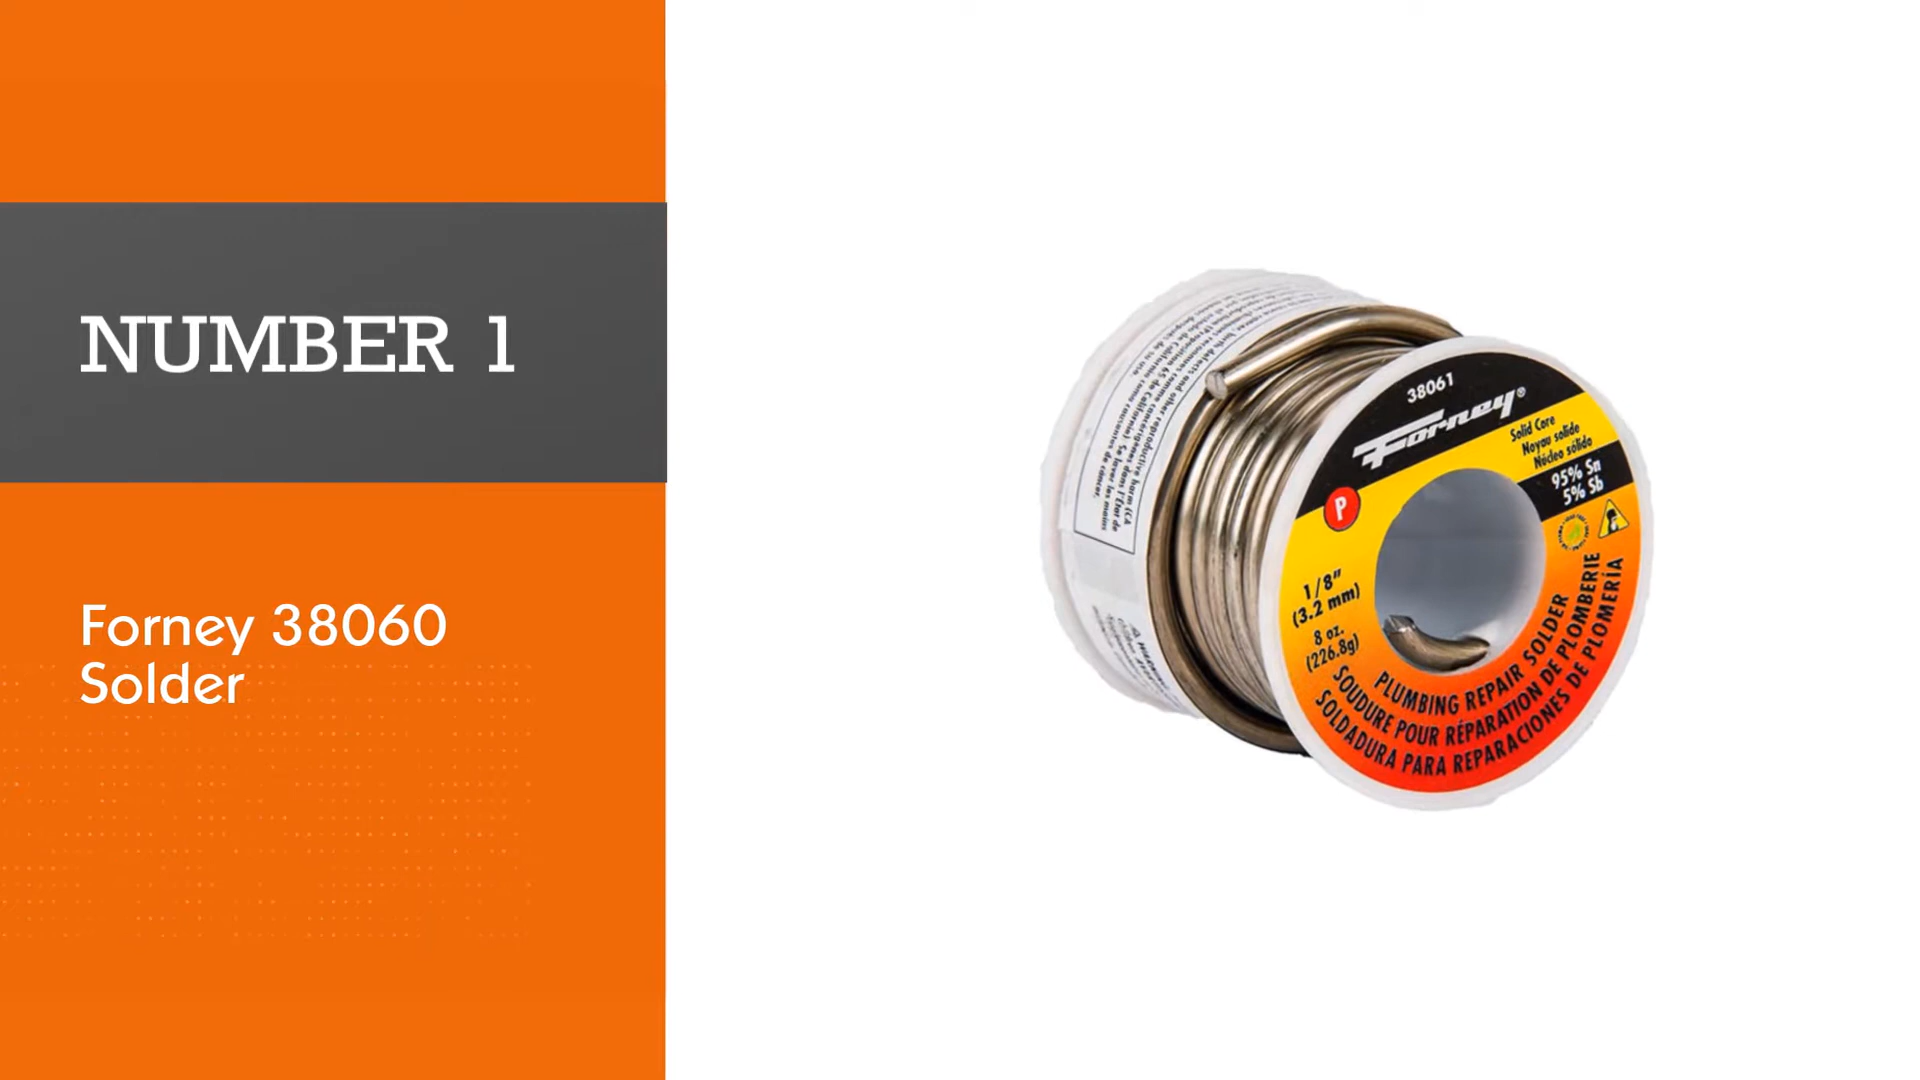 NUMBER 1
Forney 38060
Solder
38061
Forney®
Solid Core
Noyau solide
Núcleo sólido
95% Sn
5% Sb
P
1/8"
(3.2 mm)
8 oz.
(226.8g)
PLUMBING REPAIR SOLDER
SOUDURE POUR RÉPARATION DE PLOMBERIE
SOLDADURA PARA REPARACIONES DE PLOMERÍA